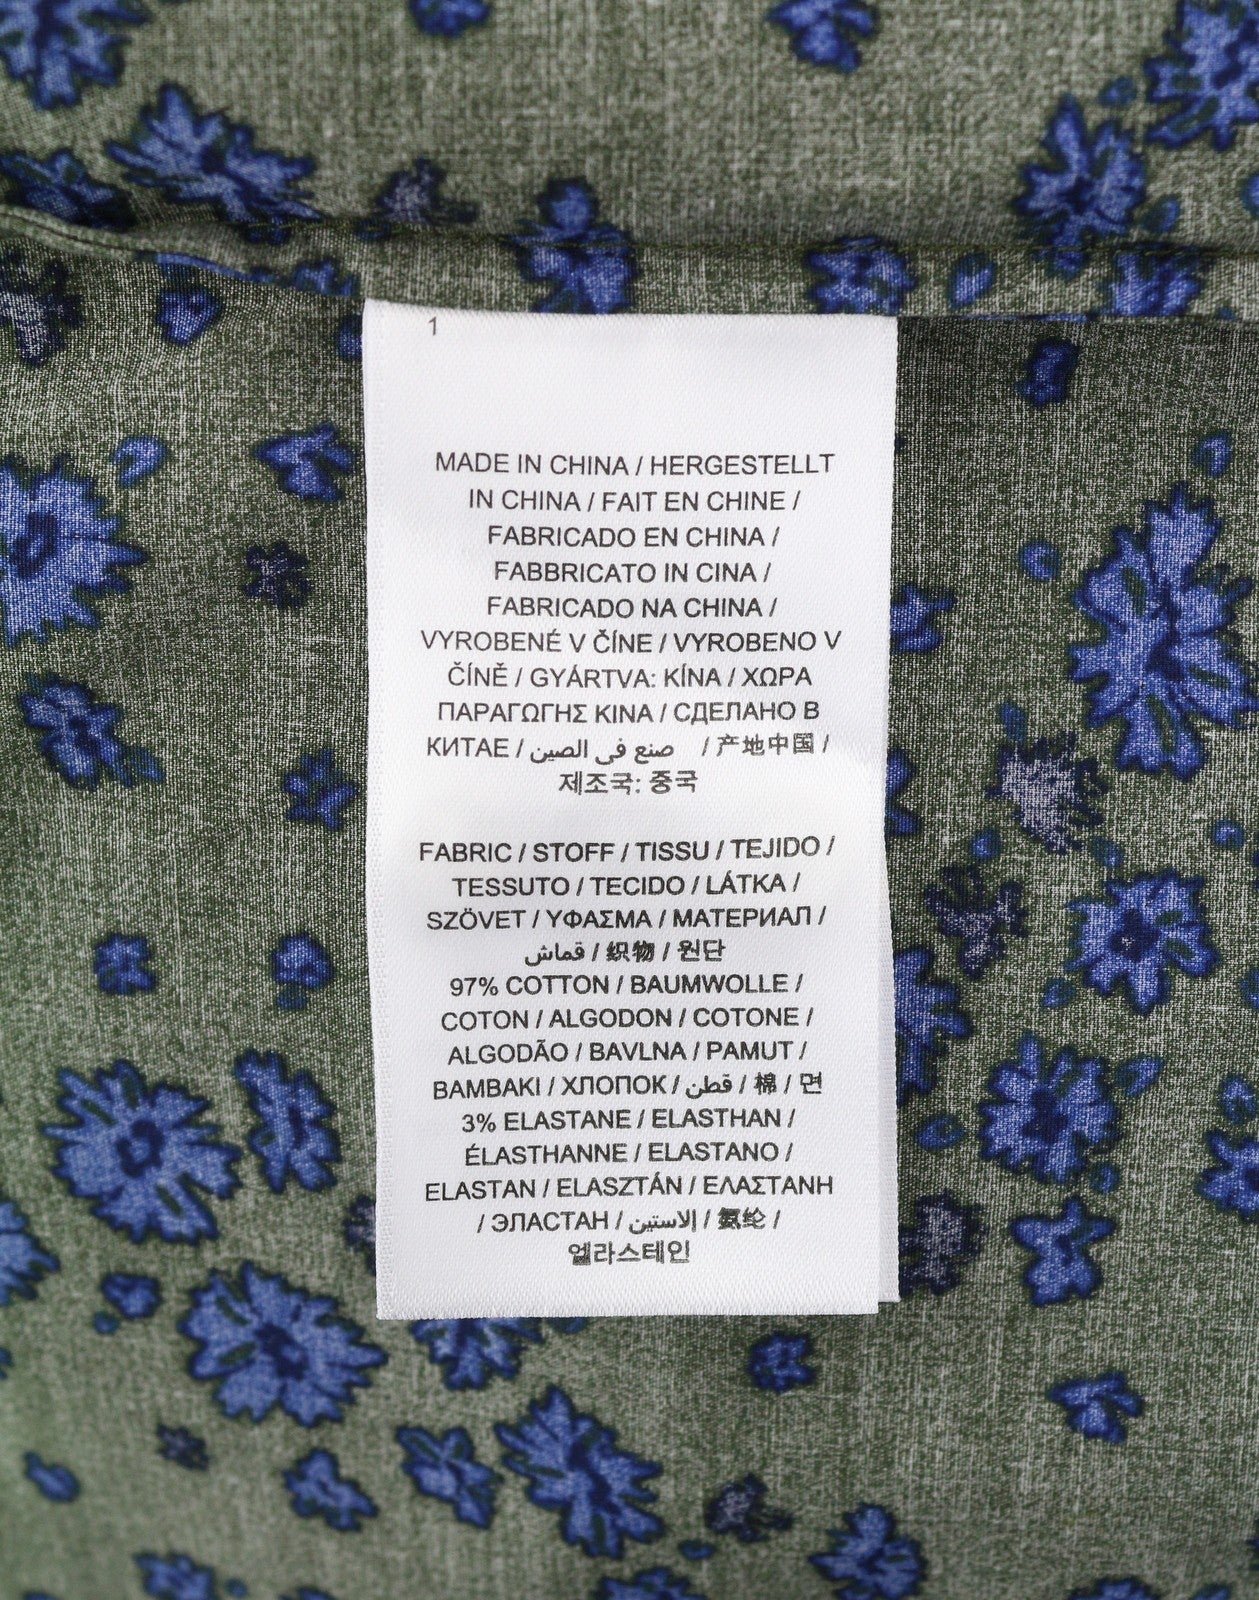 1
MADE IN CHINA / HERGESTELLT
IN CHINA / FAIT EN CHINE /
FABRICADO EN CHINA /
FABBRICATO IN CINA /
FABRICADO NA CHINA /
VYROBENÉ V ČÍNE / VYROBENO V
ČÍNĚ / GYÁRTVA: KÍNA / ΧΩΡΑ
ΠΑΡΑΓΩΓΗΣ ΚΙΝΑ / СДЕЛАНО В
КИТАЕ / صنع في الصين / 产地中国 /
제조국: 중국
FABRIC / STOFF / TISSU / TEJIDO /
TESSUTO / TECIDO / LÁTKA /
SZÖVET / ΥΦΑΣΜΑ / МАТЕРИАЛ /
قماش / 织物 / 원단
97% COTTON / BAUMWOLLE /
COTON / ALGODON / COTONE /
ALGODÃO / BAVLNA / PAMUT /
ΒΑΜΒΑΚΙ / ХЛОПОК / قطن / 棉 / 면
3% ELASTANE / ELASTHAN /
ÉLASTHANNE / ELASTANO /
ELASTAN / ELASZTÁN / ΕΛΑΣΤΑΝΗ
/ ЭЛАСТАН / إلاستين / 氨纶 /
엘라스테인